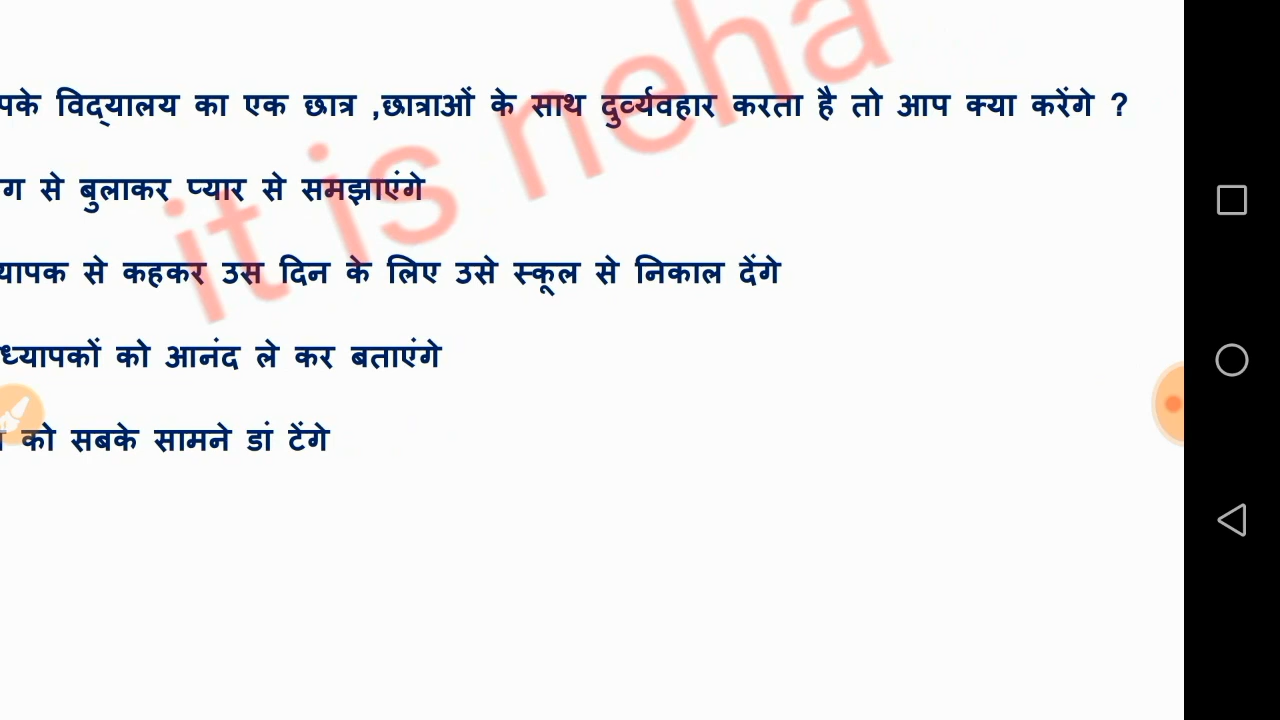 it is neha
पके विद्यालय का एक छात्र ,छात्राओं के साथ दुर्व्यवहार करता है तो आप क्या करेंगे ?
ग से बुलाकर प्यार से समझाएंगे
यापक से कहकर उस दिन के लिए उसे स्कूल से निकाल देंगे
ध्यापकों को आनंद ले कर बताएंगे
को सबके सामने डां टेंगे